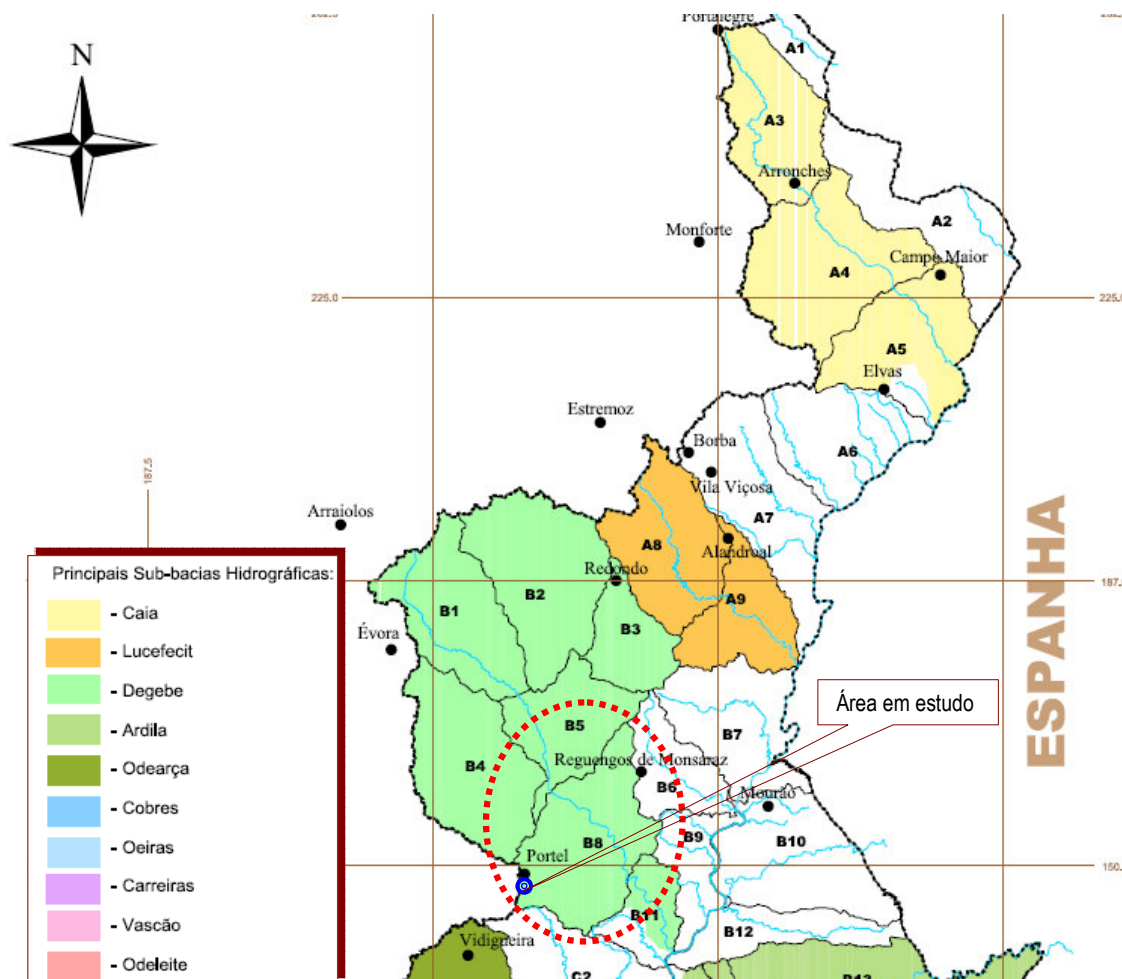 Portalegre
A1
N
A3
Arronches
A2
Monforte
Campo Maior
A4
225.0
225.0
A5
Elvas
Estremoz
Borba
A6
187.5
Vila Viçosa
Arraiolos
A7
A8
Alandroal
Redondo
187.5
B2
A9
B1
B3
Évora
ESPANHA
Área em estudo
B5
B7
B4
Reguengos de Monsaraz
B6
Mourão
B9
B8
B10
Portel
150.
B11
B12
Vidigueira
C2
B13
Principais Sub-bacias Hidrográficas:
- Caia
- Lucefecit
- Degebe
- Ardila
- Odearça
- Cobres
- Oeiras
- Carreiras
- Vascão
- Odeleite